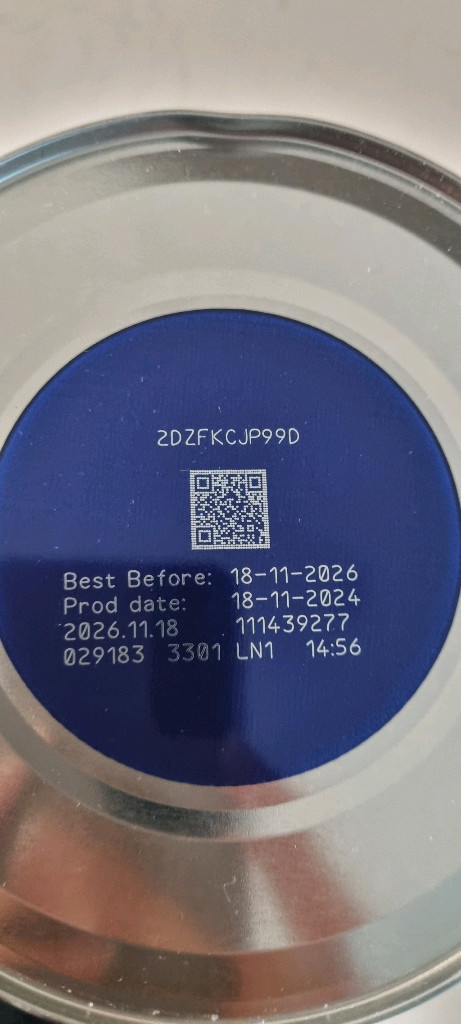 2DZFKCJP99D
Best Before: 18-11-2026
Prod date: 18-11-2024
2026.11.18 111439277
029183 3301 LN1 14:56